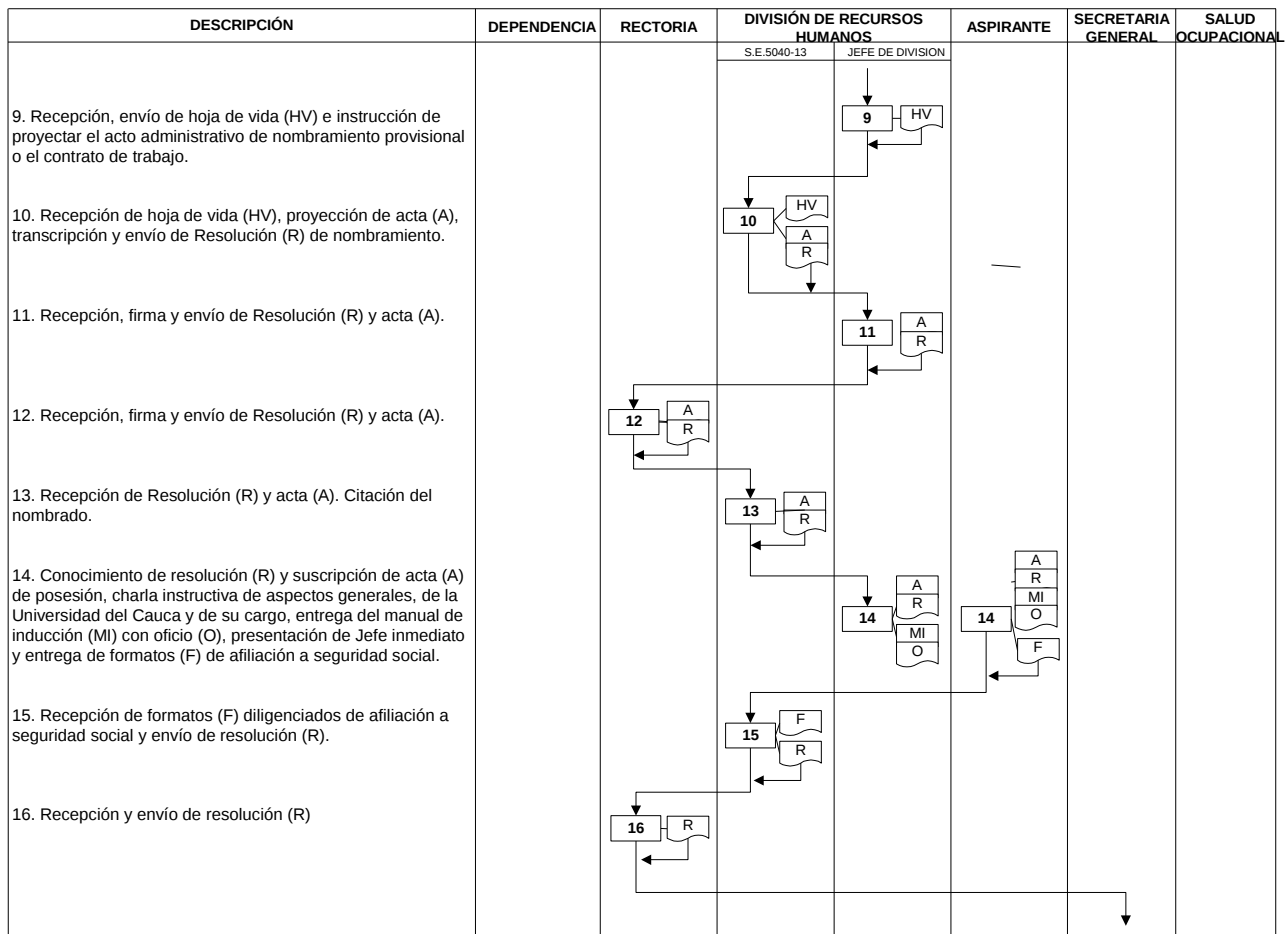 DESCRIPCIÓN
DEPENDENCIA
RECTORIA
DIVISIÓN DE RECURSOS
HUMANOS
ASPIRANTE
SECRETARIA
GENERAL
SALUD
OCUPACIONAL
S.E.5040-13
JEFE DE DIVISION
9. Recepción, envío de hoja de vida (HV) e instrucción de
proyectar el acto administrativo de nombramiento provisional
o el contrato de trabajo.
9
HV
10. Recepción de hoja de vida (HV), proyección de acta (A),
transcripción y envío de Resolución (R) de nombramiento.
10
HV
A
R
11. Recepción, firma y envío de Resolución (R) y acta (A).
11
A
R
12. Recepción, firma y envío de Resolución (R) y acta (A).
12
A
R
13. Recepción de Resolución (R) y acta (A). Citación del
nombrado.
13
A
R
14. Conocimiento de resolución (R) y suscripción de acta (A)
de posesión, charla instructiva de aspectos generales, de la
Universidad del Cauca y de su cargo, entrega del manual de
inducción (MI) con oficio (O), presentación de Jefe inmediato
y entrega de formatos (F) de afiliación a seguridad social.
14
A
R
MI
O
14
A
R
MI
O
F
15. Recepción de formatos (F) diligenciados de afiliación a
seguridad social y envío de resolución (R).
15
F
R
16. Recepción y envío de resolución (R)
16
R